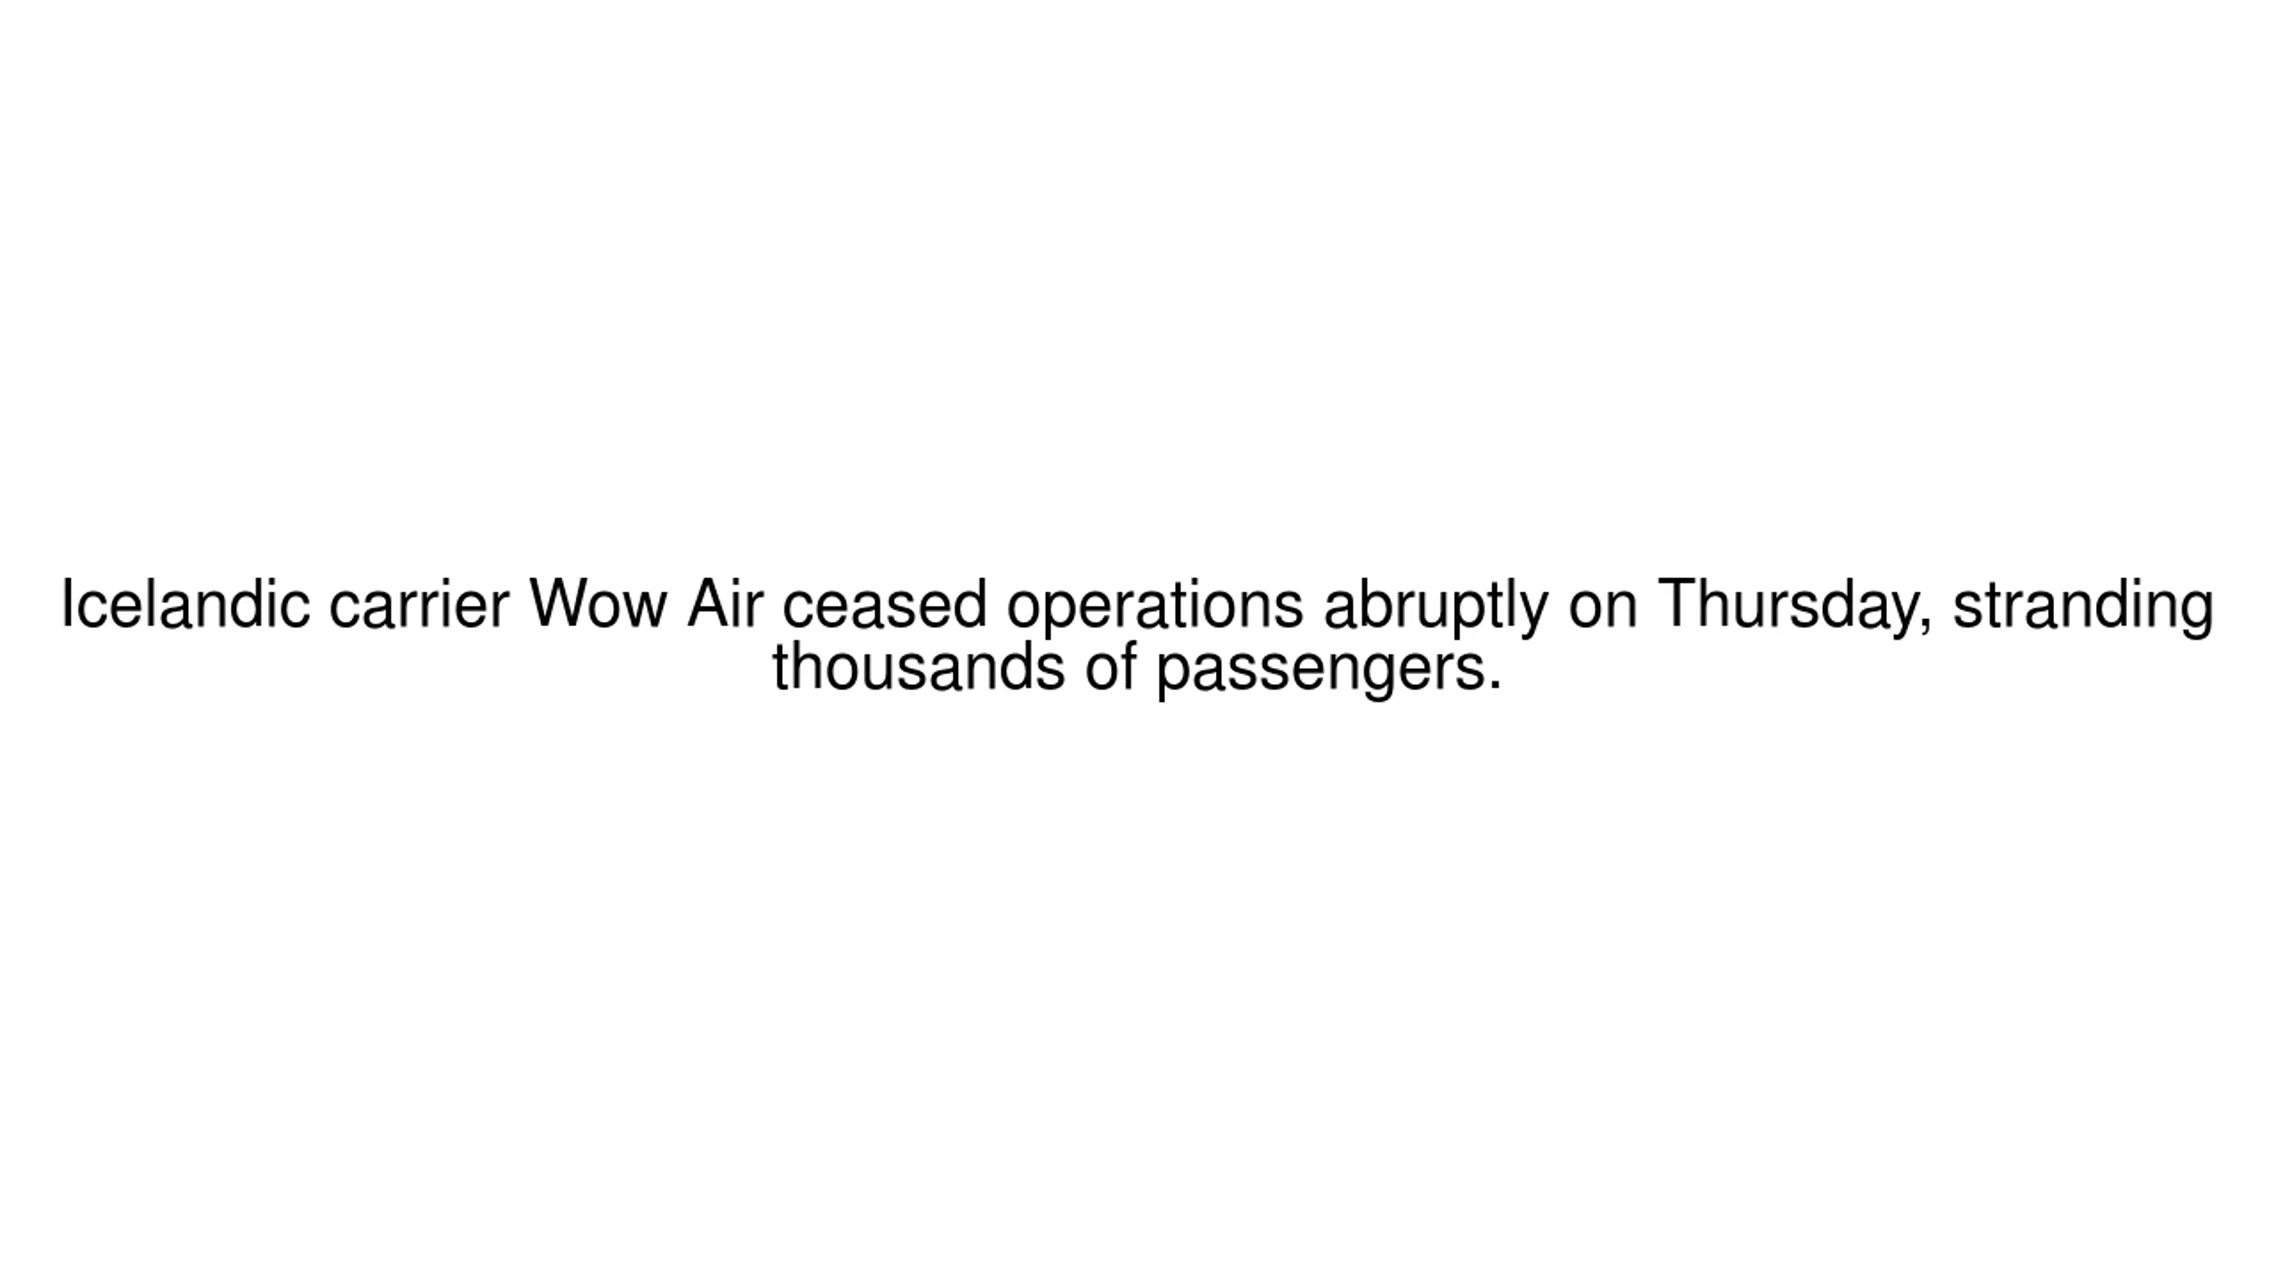 Icelandic carrier Wow Air ceased operations abruptly on Thursday, stranding
thousands of passengers.